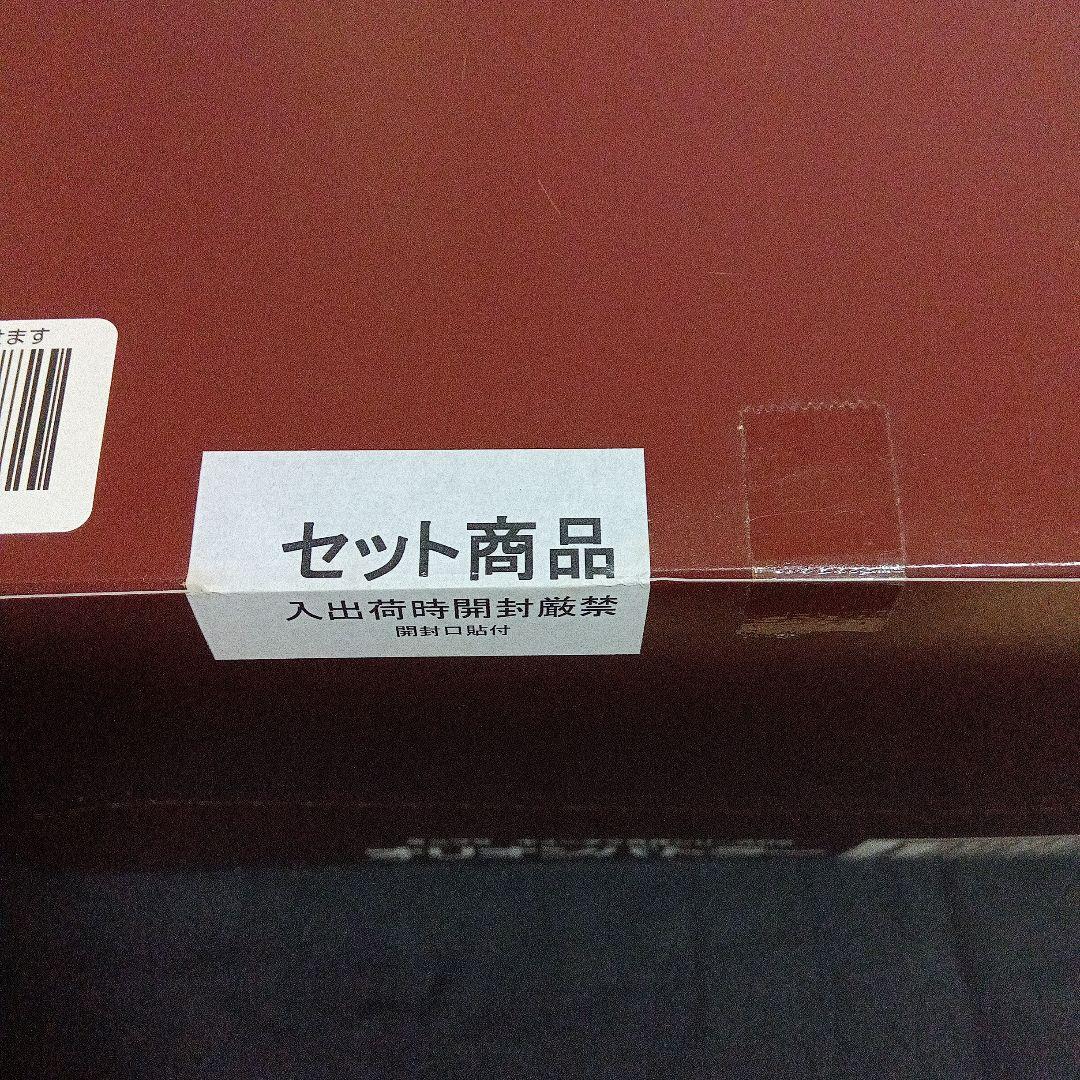 せます
セット商品
入出荷時開封厳禁
開封口貼付